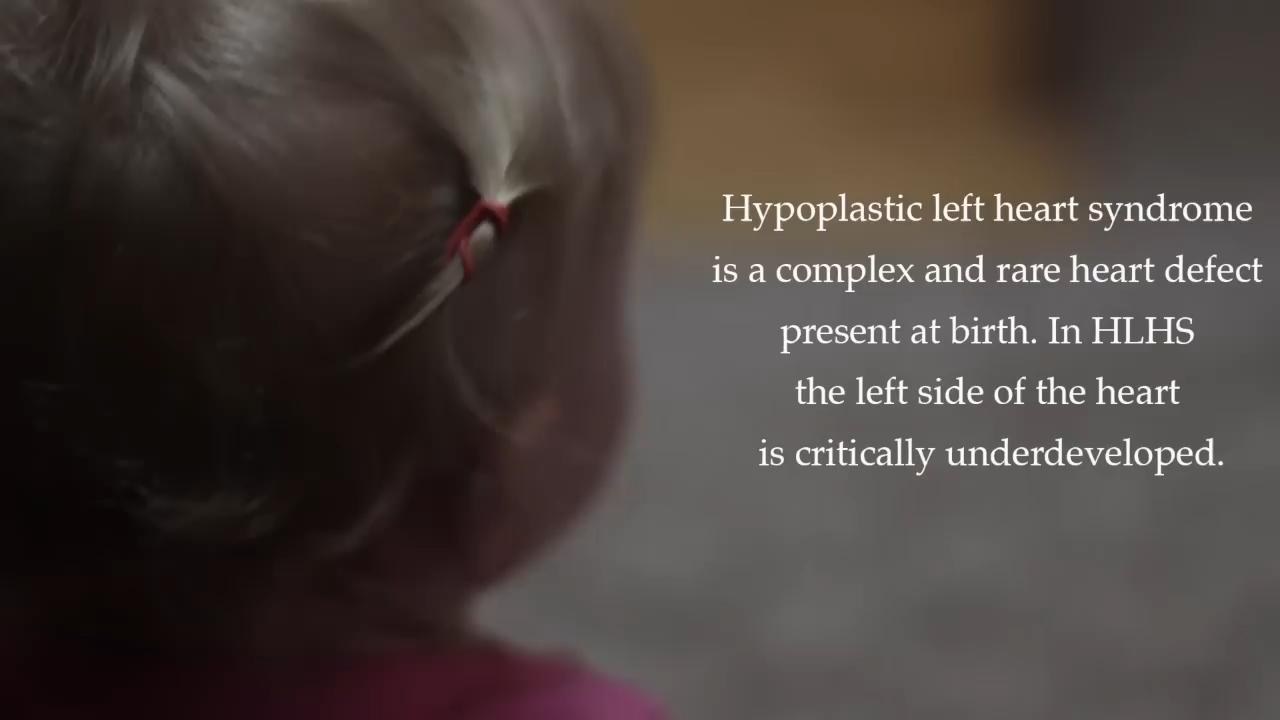 Hypoplastic left heart syndrome
is a complex and rare heart defect
present at birth. In HLHS
the left side of the heart
is critically underdeveloped.